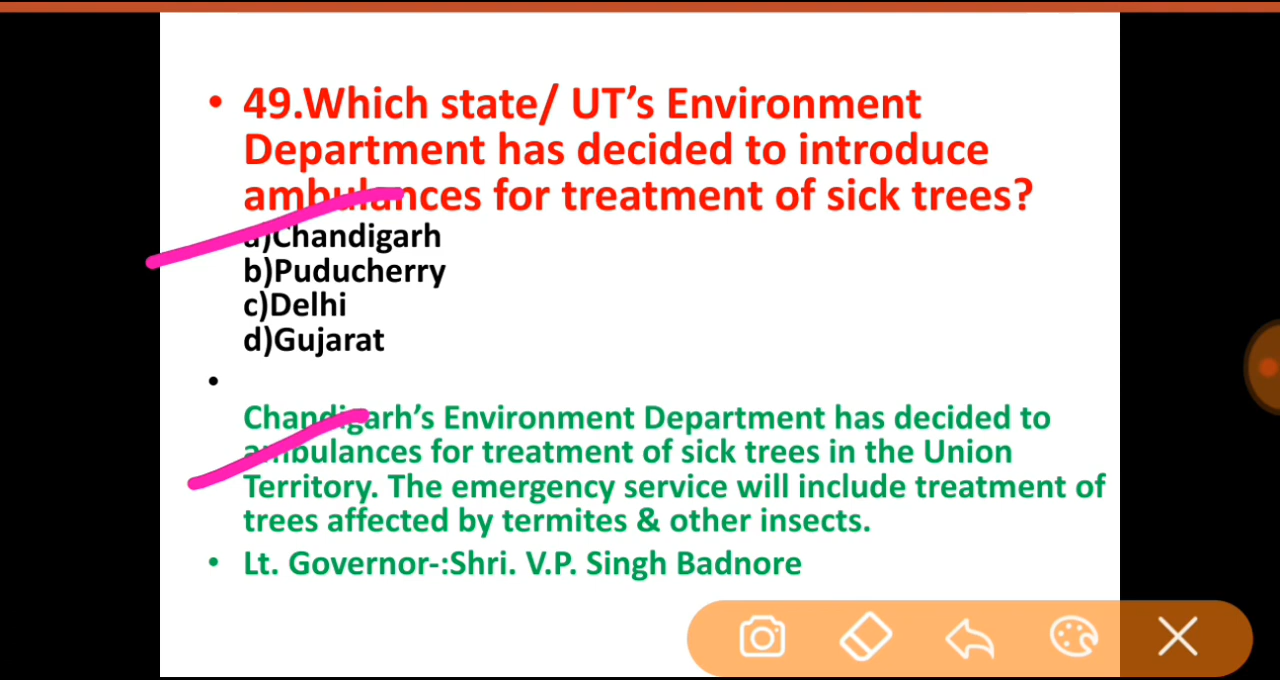 • 49.Which state/ UT’s Environment
Department has decided to introduce
ambulances for treatment of sick trees?
a)Chandigarh
b)Puducherry
c)Delhi
d)Gujarat
•
Chandigarh’s Environment Department has decided to
ambulances for treatment of sick trees in the Union
Territory. The emergency service will include treatment of
trees affected by termites & other insects.
• Lt. Governor-:Shri. V.P. Singh Badnore